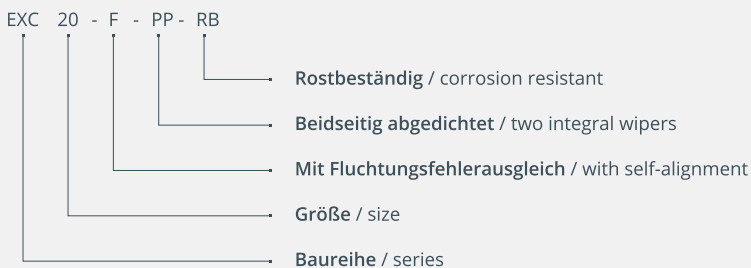 EXC 20 - F - PP - RB
Rostbeständig / corrosion resistant
Beidseitig abgedichtet / two integral wipers
Mit Fluchtungsfehlerausgleich / with self-alignment
Größe / size
Baureihe / series